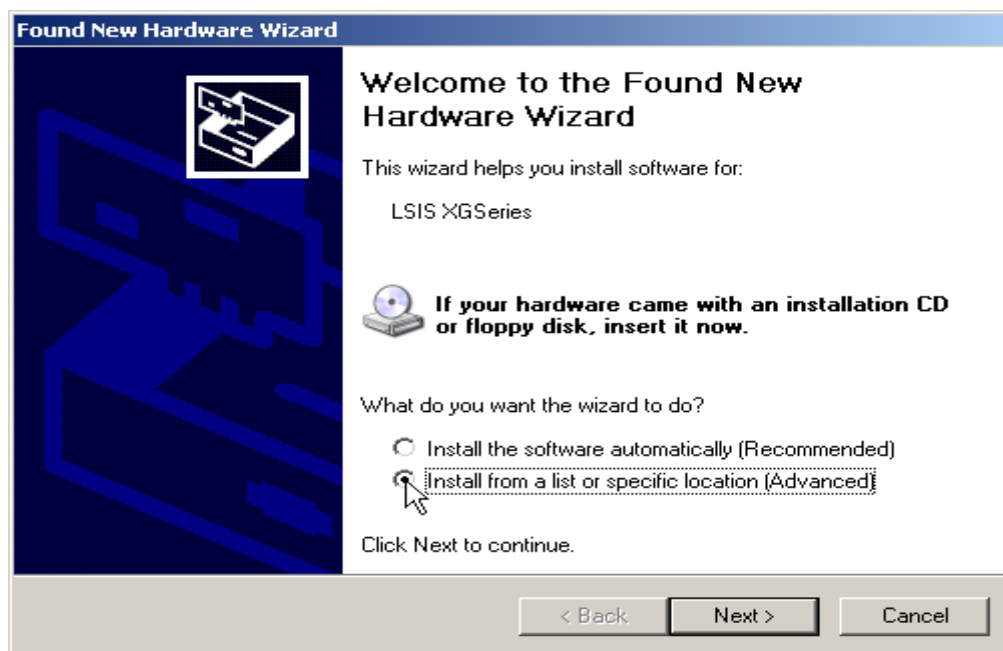 Found New Hardware Wizard
Welcome to the Found New
Hardware Wizard
This wizard helps you install software for:
LSIS XGSeries
If your hardware came with an installation CD
or floppy disk, insert it now.
What do you want the wizard to do?
Install the software automatically (Recommended)
Install from a list or specific location (Advanced)
Click Next to continue.
< Back
Next >
Cancel